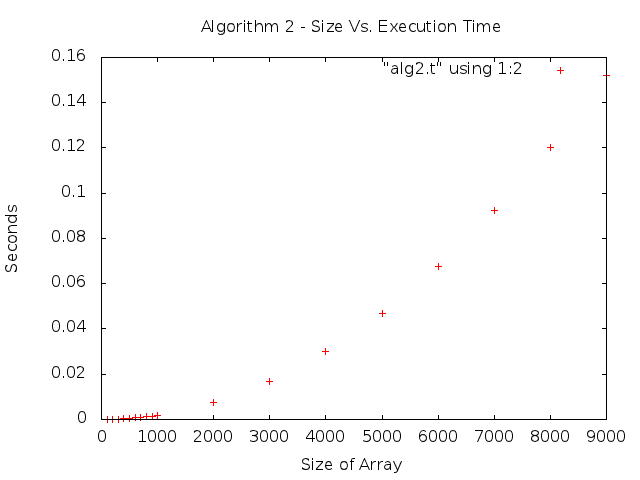 Algorithm 2 - Size Vs. Execution Time
0.16
"alg2.t" using 1:2
0.14
0.12
0.1
0.08
0.06
0.04
0.02
0
Seconds
0 1000 2000 3000 4000 5000 6000 7000 8000 9000
Size of Array